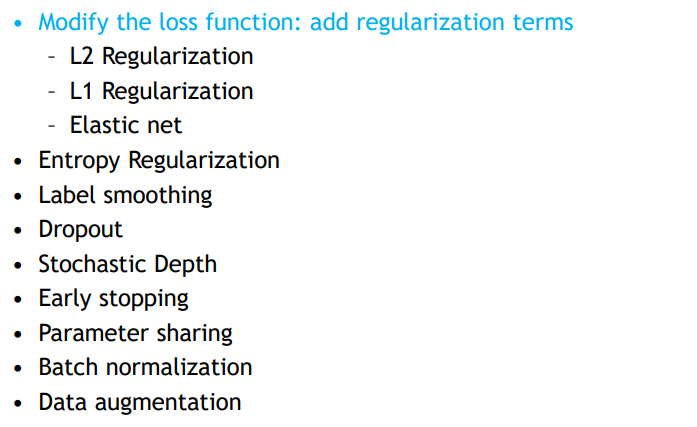 • Modify the loss function: add regularization terms
– L2 Regularization
– L1 Regularization
– Elastic net
• Entropy Regularization
• Label smoothing
• Dropout
• Stochastic Depth
• Early stopping
• Parameter sharing
• Batch normalization
• Data augmentation